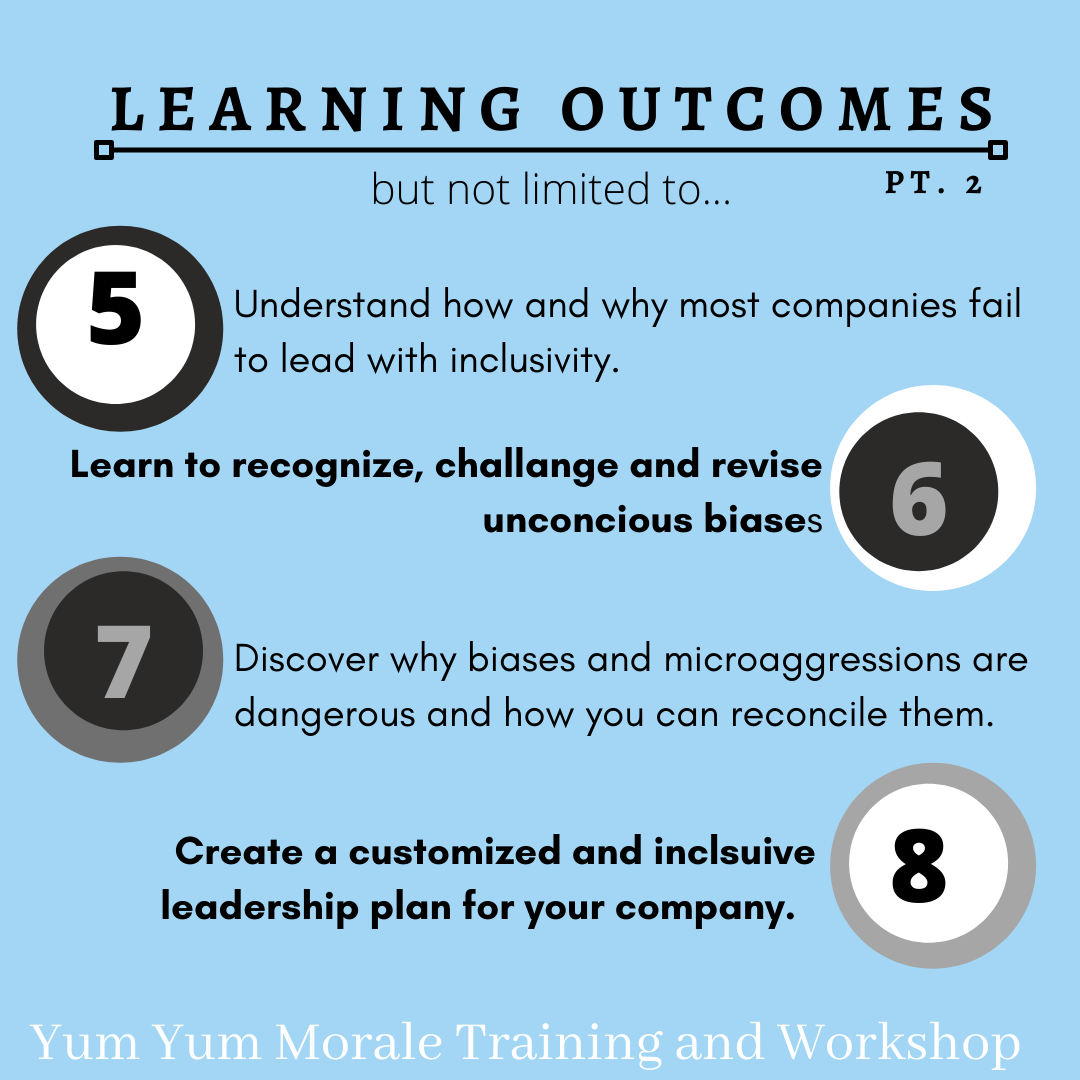 LEARNING OUTCOMES
but not limited to...
PT. 2
5
Understand how and why most companies fail
to lead with inclusivity.
Learn to recognize, challange and revise
unconcious biases
6
7
Discover why biases and microaggressions are
dangerous and how you can reconcile them.
Create a customized and inclsuive
leadership plan for your company.
8
Yum Yum Morale Training and Workshop